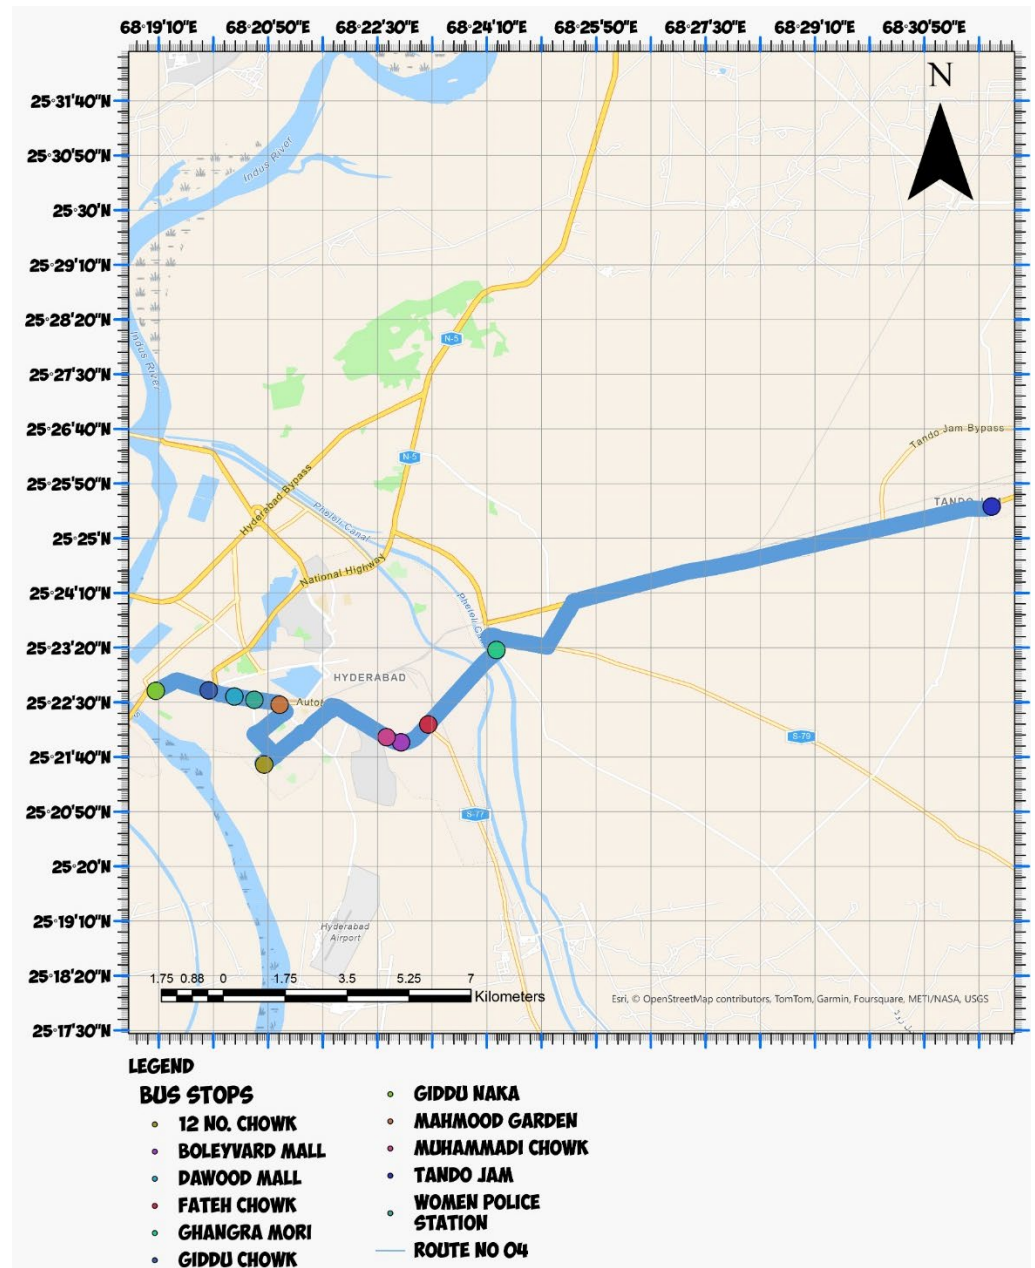 68°19'10"E 68°20'50"E 68°22'30"E 68°24'10"E 68°25'50"E 68°27'30"E 68°29'10"E 68°30'50"E
N
25°31'40"N
25°30'50"N
25°30'N
25°29'10"N
25°28'20"N
25°27'30"N
25°26'40"N
25°25'50"N
25°25'N
25°24'10"N
25°23'20"N
25°22'30"N
25°21'40"N
25°20'50"N
25°20'N
25°19'10"N
25°18'20"N
25°17'30"N
Indus River
Indus River
N-5
N-5
Tando Jam Bypass
Hyderabad Bypass
Pheleli Canal
National Highway
HYDERABAD
S-79
S-77
Hyderabad
Airport
1.75 0.88 0 1.75 3.5 5.25 7
Kilometers
Esri, © OpenStreetMap contributors, TomTom, Garmin, Foursquare, METI/NASA, USGS
LEGEND
BUS STOPS
12 NO. CHOWK
BOLEYVARD MALL
DAWOOD MALL
FATEH CHOWK
GHANGRA MORI
GIDDU CHOWK
GIDDU NAKA
MAHMOOD GARDEN
MUHAMMADI CHOWK
TANDO JAM
WOMEN POLICE
STATION
ROUTE NO 04